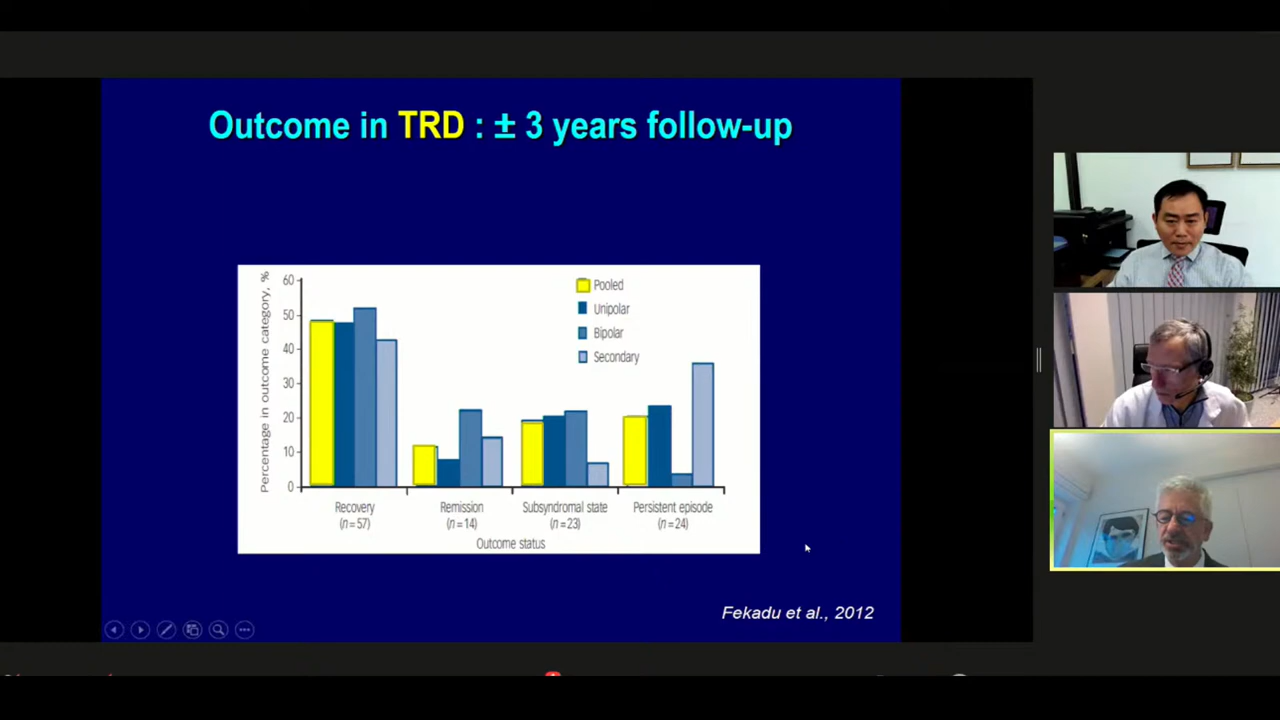 Outcome in TRD : ± 3 years follow-up
Percentage in outcome category, %
60
50
40
30
20
10
0
Pooled
Unipolar
Bipolar
Secondary
Recovery
(n=57)
Remission
(n=14)
Subsyndromal state
(n=23)
Persistent episode
(n=24)
Outcome status
Fekadu et al., 2012